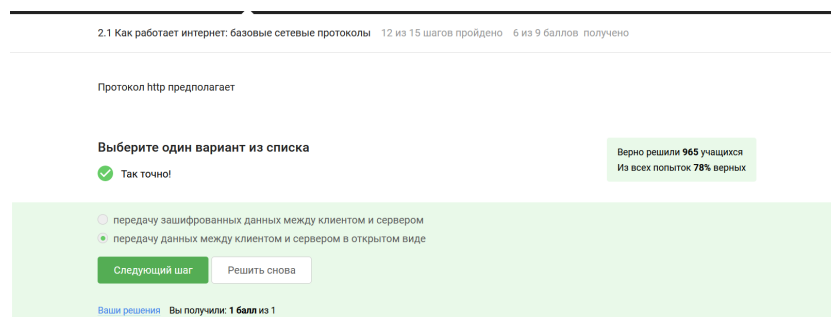 2.1 Как работает интернет: базовые сетевые протоколы 12 из 15 шагов пройдено 6 из 9 баллов получено
Протокол http предполагает
Выберите один вариант из списка
Так точно!
Верно решили 965 учащихся
Из всех попыток 78% верных
передачу зашифрованных данных между клиентом и сервером
передачу данных между клиентом и сервером в открытом виде
Следующий шаг Решить снова
Ваши решения Вы получили: 1 балл из 1